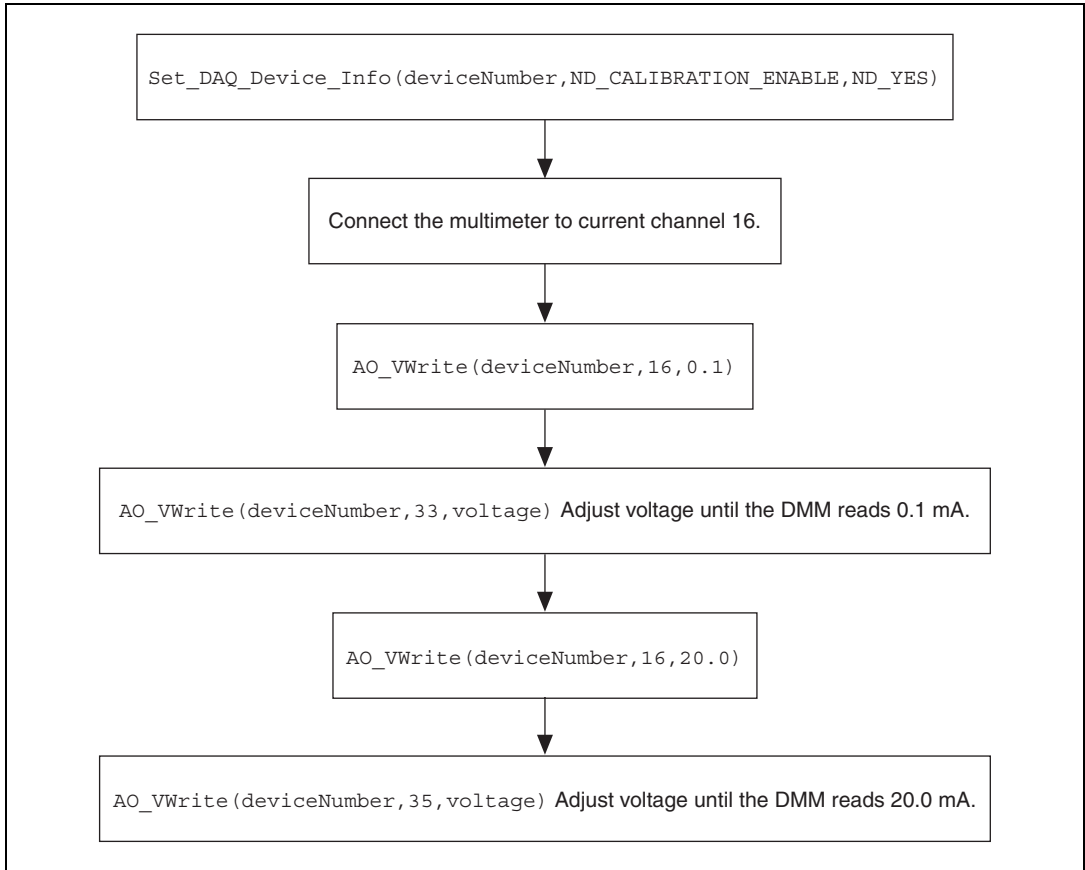 Set_DAQ_Device_Info(deviceNumber,ND_CALIBRATION_ENABLE,ND_YES)
Connect the multimeter to current channel 16.
AO_VWrite(deviceNumber,16,0.1)
AO_VWrite(deviceNumber,33,voltage) Adjust voltage until the DMM reads 0.1 mA.
AO_VWrite(deviceNumber,16,20.0)
AO_VWrite(deviceNumber,35,voltage) Adjust voltage until the DMM reads 20.0 mA.